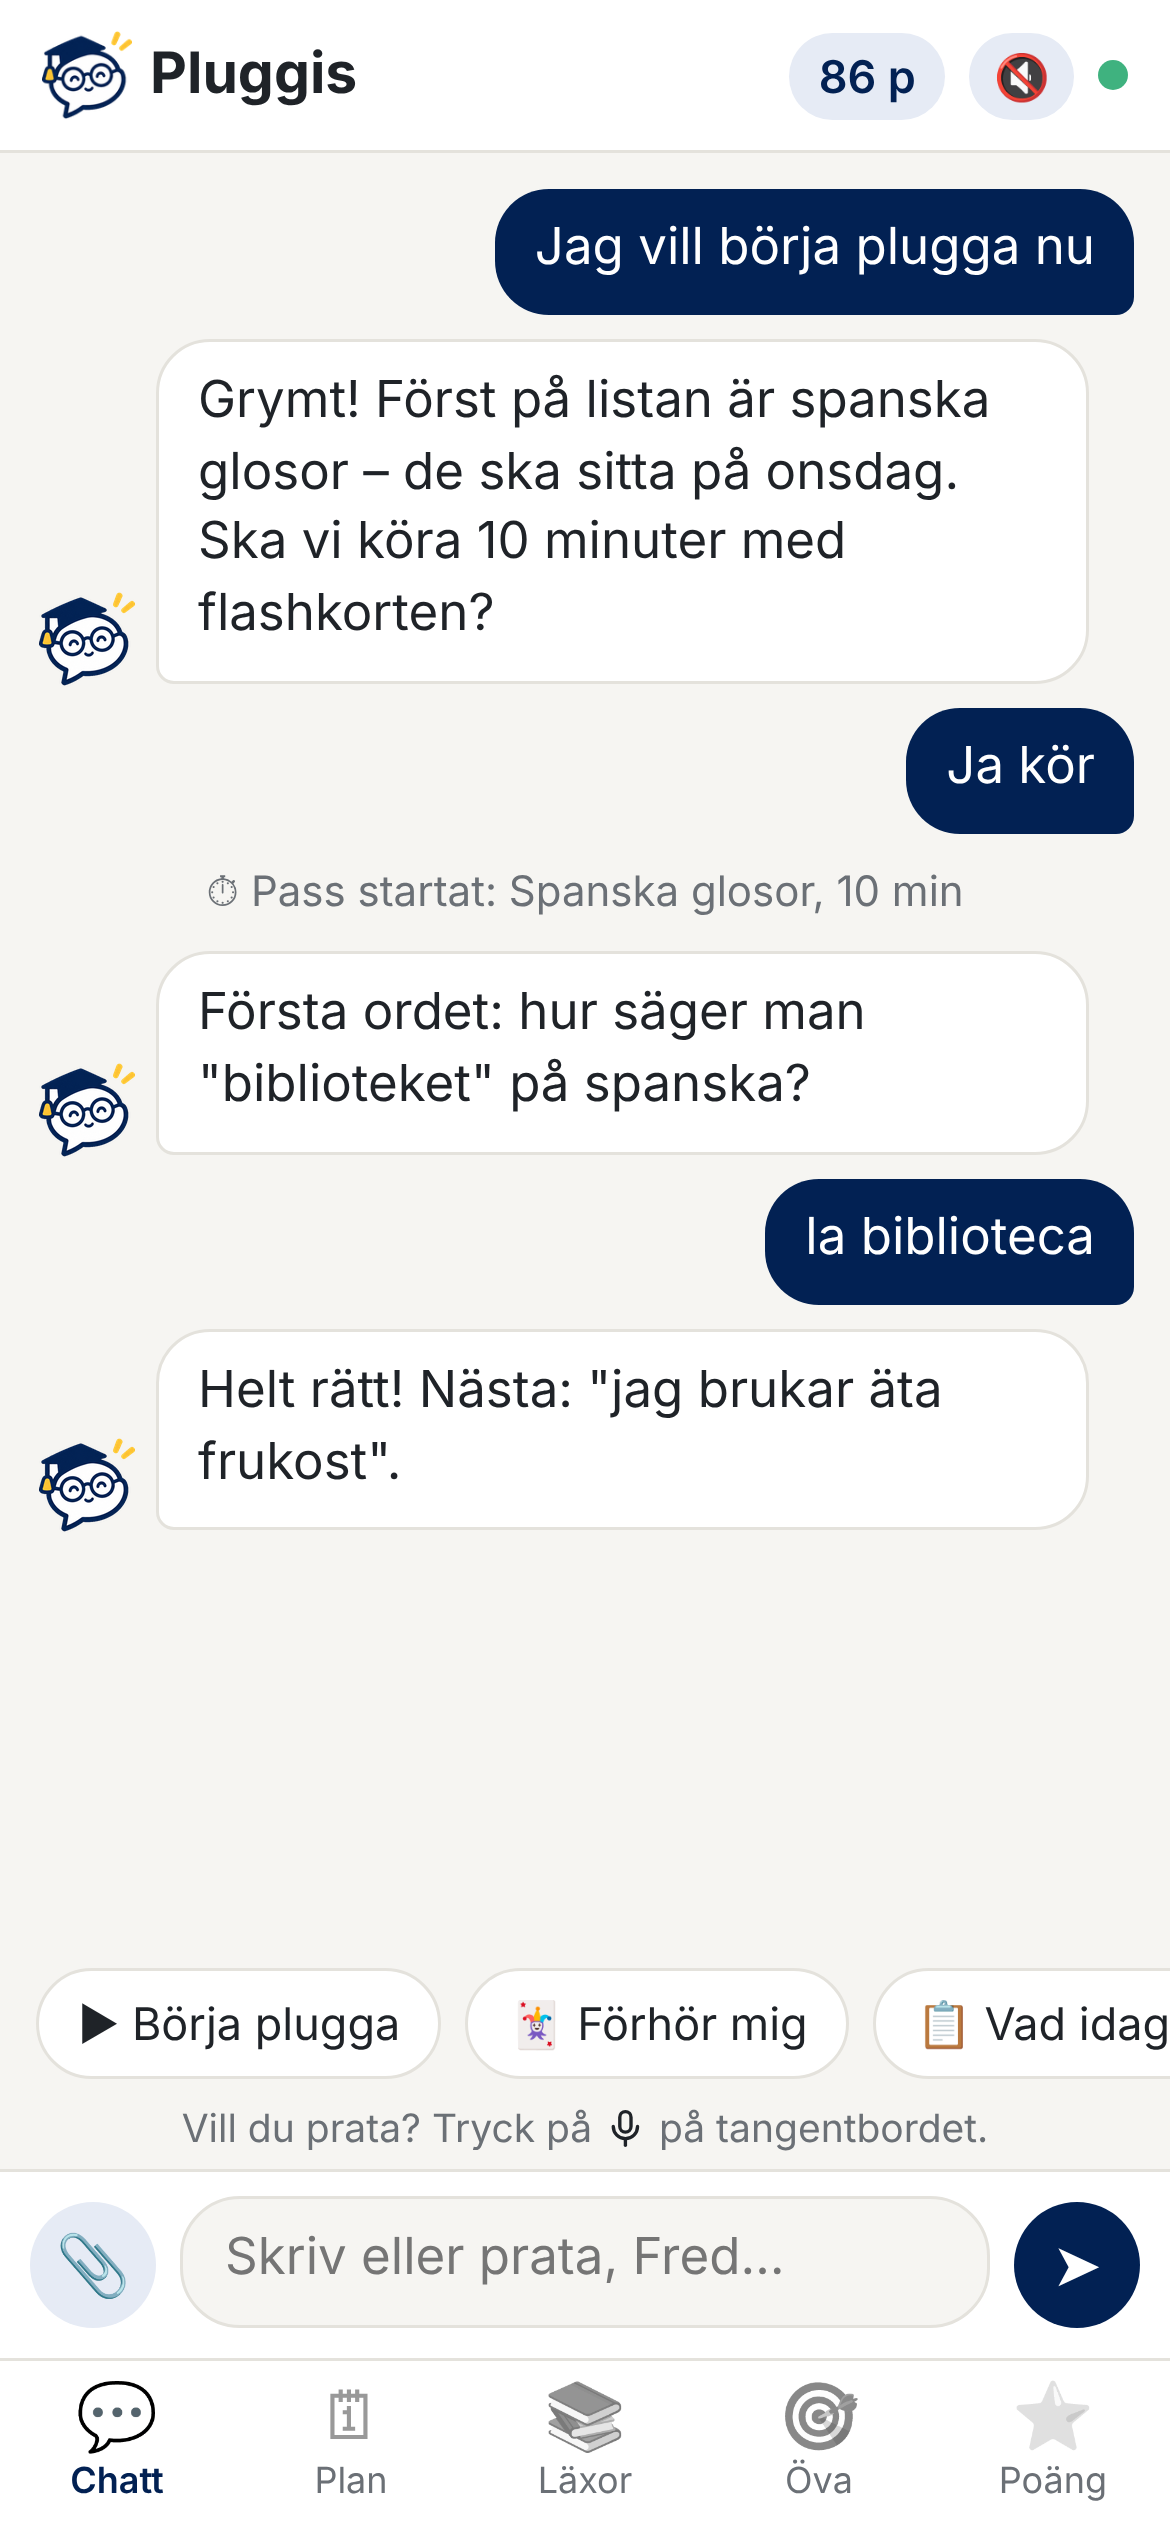 Pluggis
86 p
Jag vill börja plugga nu
Grymt! Först på listan är spanska
glosor – de ska sitta på onsdag.
Ska vi köra 10 minuter med
flashkorten?
Ja kör
⏱ Pass startat: Spanska glosor, 10 min
Första ordet: hur säger man
"biblioteket" på spanska?
la biblioteca
Helt rätt! Nästa: "jag brukar äta
frukost".
▶ Börja plugga
🃏 Förhör mig
📋 Vad idag
Vill du prata? Tryck på 🎙 på tangentbordet.
Skriv eller prata, Fred...
Chatt
Plan
Läxor
Öva
Poäng